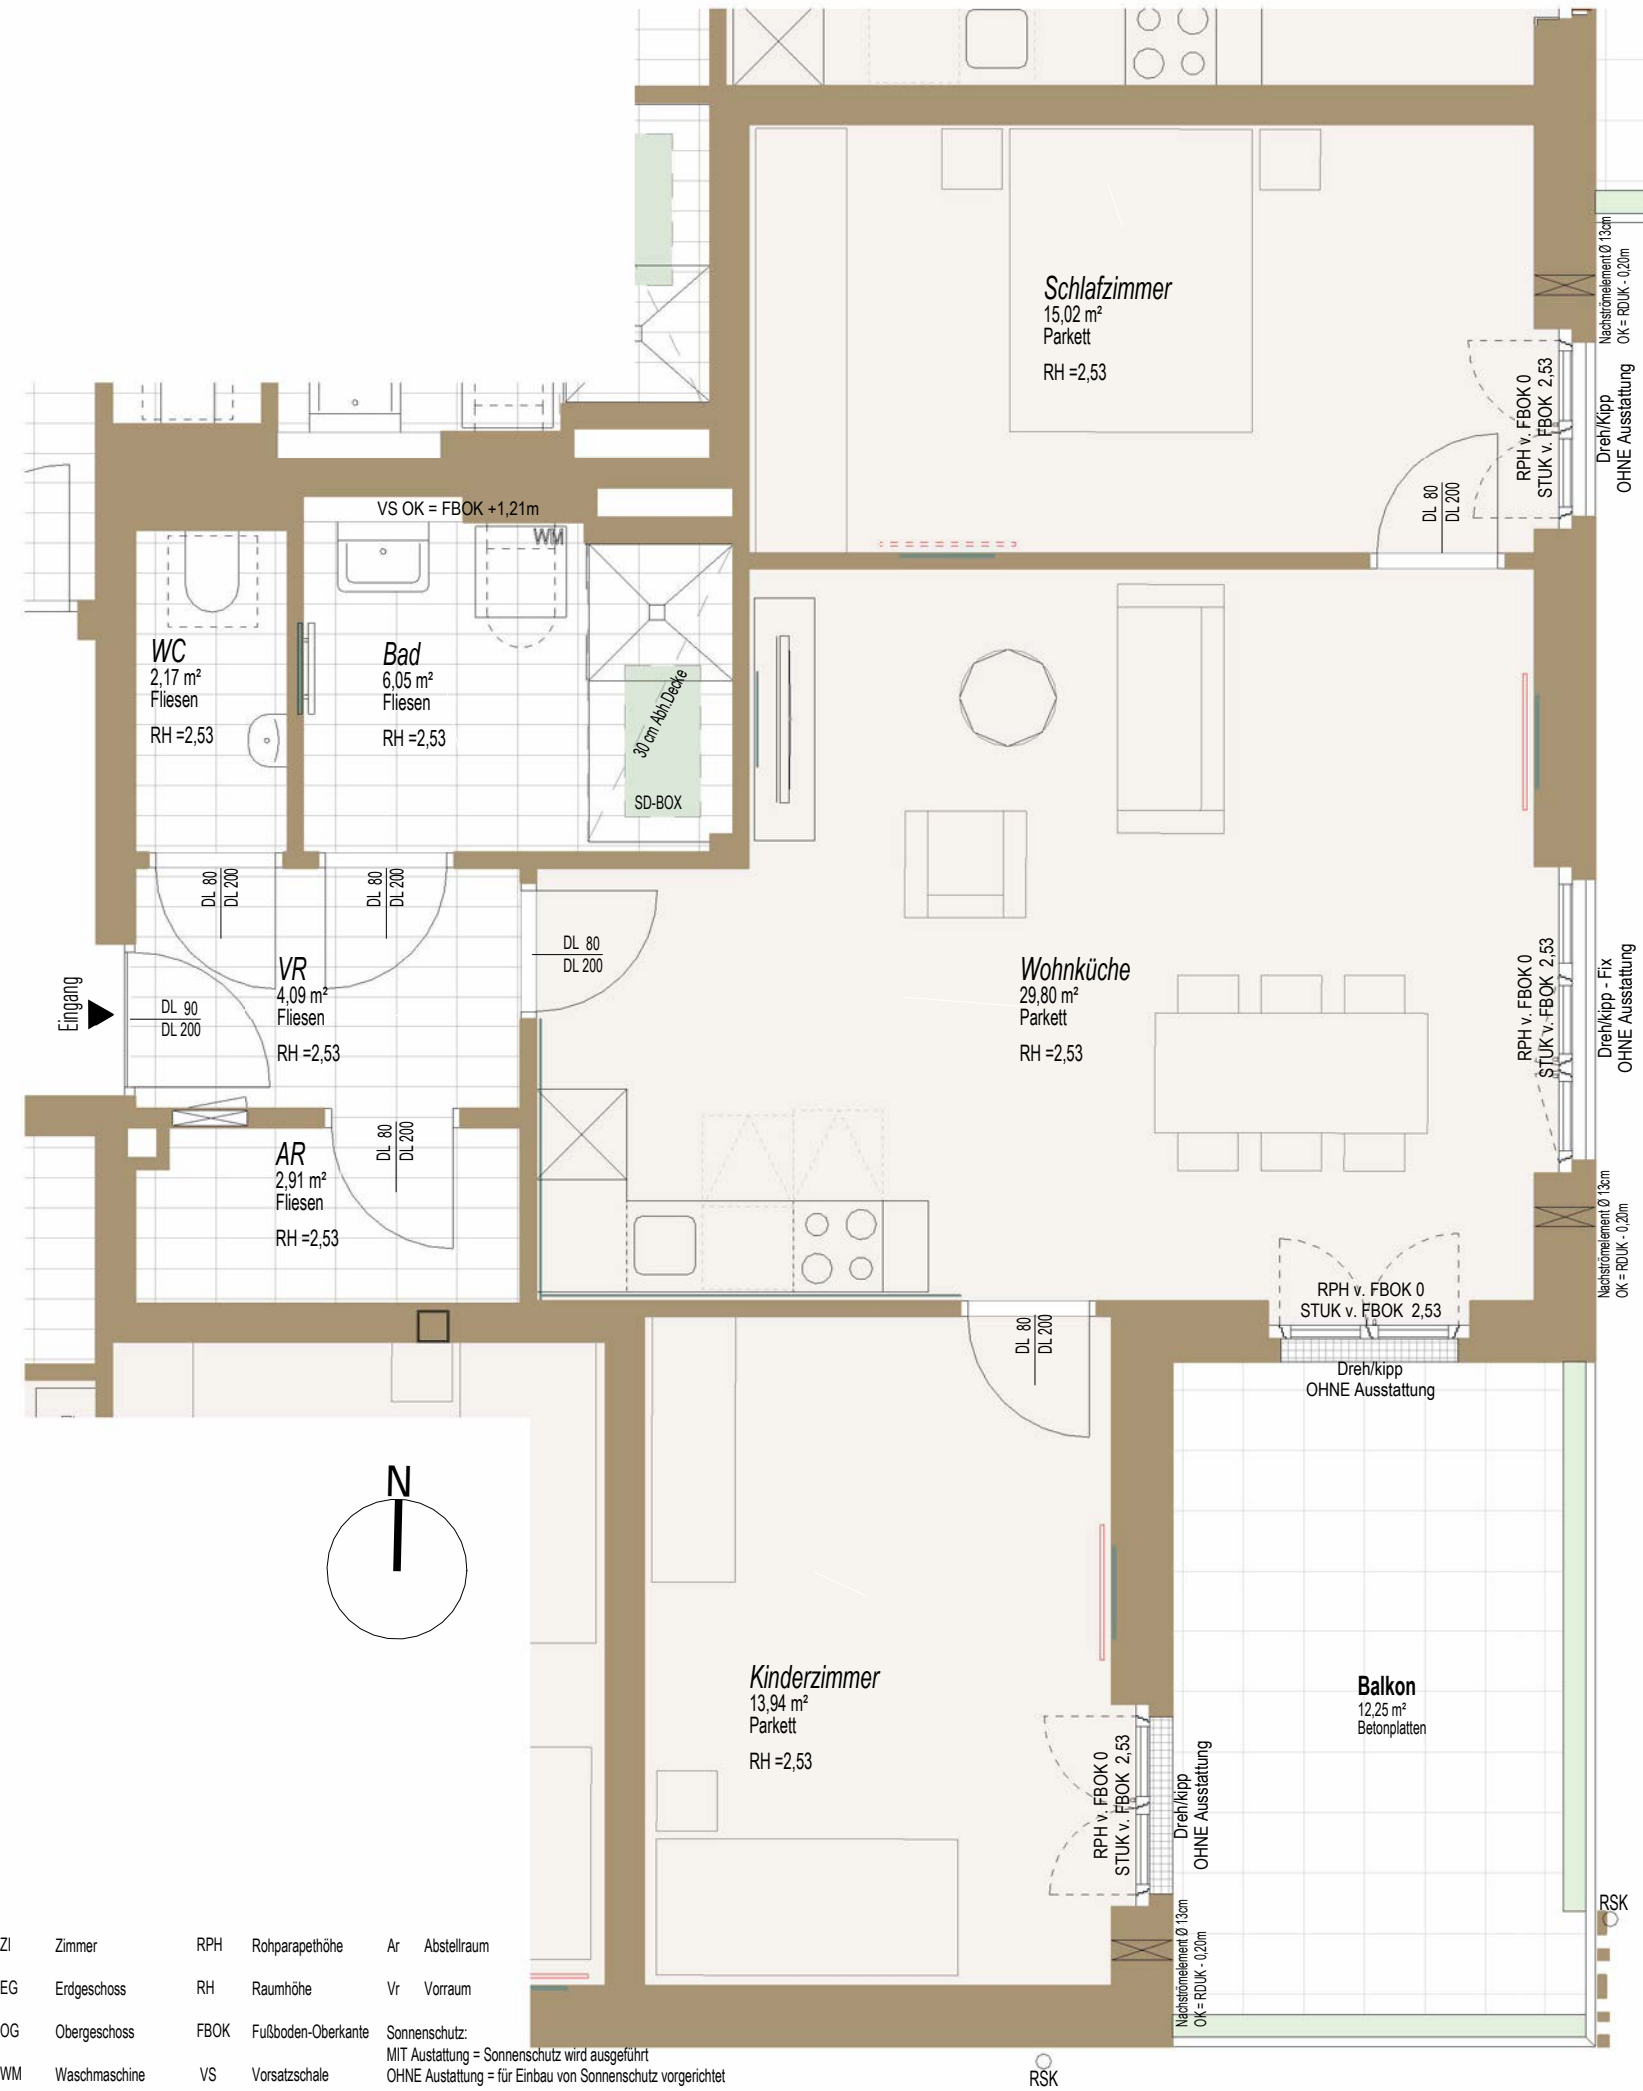 Schlafzimmer
15,02 m²
Parkett
RH =2,53
Nachströmelement Ø 13cm
OK = RDUK - 0,20m
RPH v. FBOK 0
STUK v. FBOK 2,53
Dreh/Kipp
OHNE Ausstattung
DL 80
DL 200
VS OK = FBOK +1,21m
WM
WC
2,17 m²
Fliesen
RH =2,53
Bad
6,05 m²
Fliesen
RH =2,53
30 cm Abh.Decke
SD-BOX
DL 80
DL 200
DL 80
DL 200
DL 80
DL 200
Eingang
DL 90
DL 200
VR
4,09 m²
Fliesen
RH =2,53
Wohnküche
29,80 m²
Parkett
RH =2,53
RPH v. FBOK 0
STUK v. FBOK 2,53
Dreh/kipp - Fix
OHNE Ausstattung
AR
2,91 m²
Fliesen
RH =2,53
DL 80
DL 200
Nachströmelement Ø 13cm
OK = RDUK - 0,20m
RPH v. FBOK 0
STUK v. FBOK 2,53
Dreh/kipp
OHNE Ausstattung
DL 80
DL 200
N
Kinderzimmer
13,94 m²
Parkett
RH =2,53
RPH v. FBOK 0
STUK v. FBOK 2,53
Dreh/kipp
OHNE Ausstattung
Balkon
12,25 m²
Betonplatten
Nachströmelement Ø 13cm
OK = RDUK - 0,20m
RSK
RSK
ZI Zimmer RPH Rohparapethöhe Ar Abstellraum
EG Erdgeschoss RH Raumhöhe Vr Vorraum
OG Obergeschoss FBOK Fußboden-Oberkante Sonnenschutz:
MIT Austattung = Sonnenschutz wird ausgeführt
WM Waschmaschine VS Vorsatzschale OHNE Austattung = für Einbau von Sonnenschutz vorgerichtet